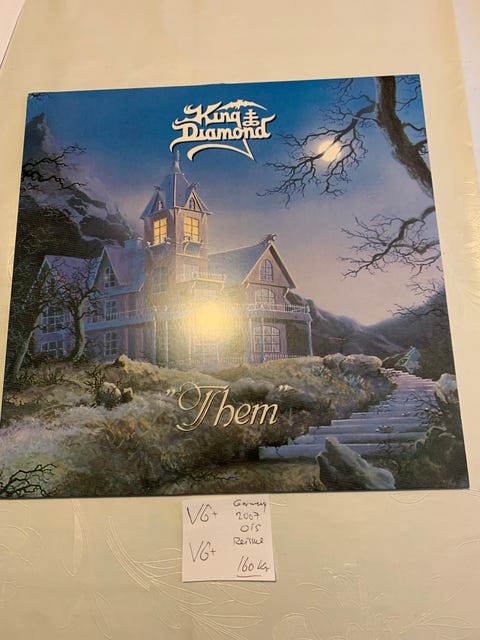 King
Diamond
"Them"
VG+
Germany
2007
OIS
Reissue
VG+
160 Kr